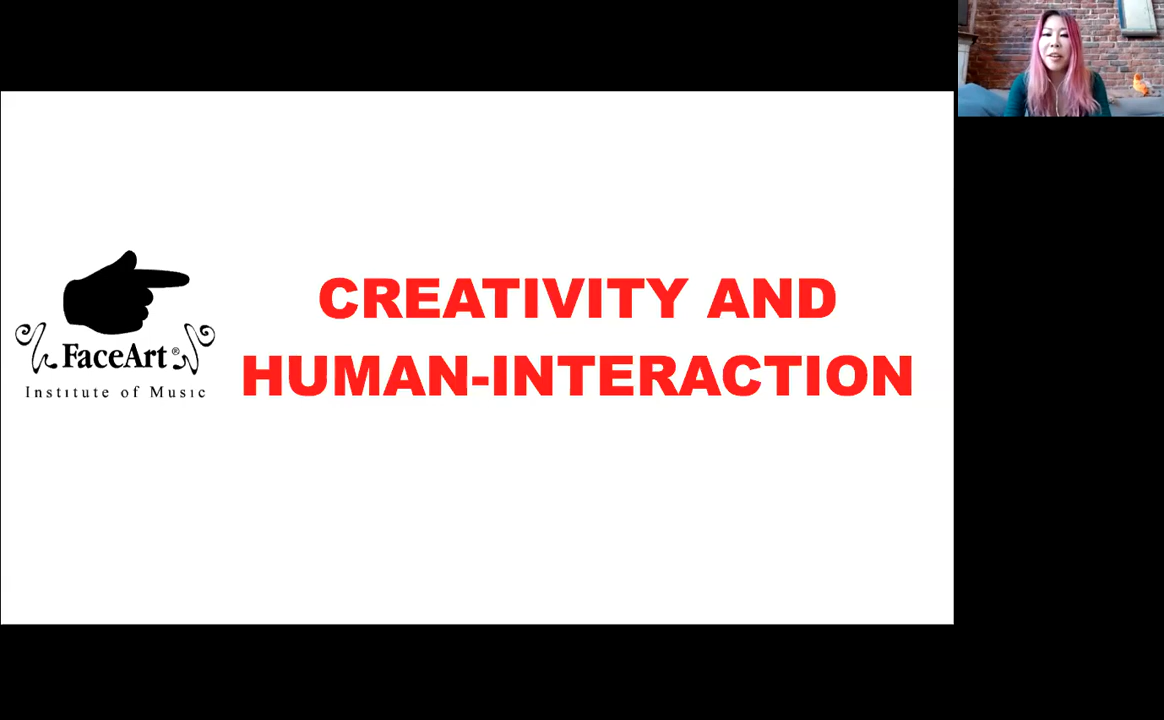 CREATIVITY AND
HUMAN-INTERACTION
FaceArt®
Institute of Music